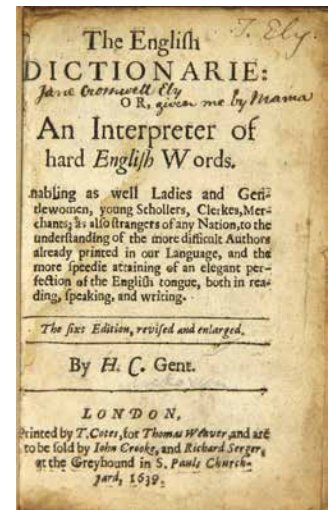 T. Ely.
The Engliſh
DICTIONARIE:
Jane Cromwell Ely
OR, given me by Mama
An Interpreter of
hard Engliſh Words.
nabling as well Ladies and Gen-
tlewomen, young Schollers, Clerkes, Mer-
chants; as alſo ſtrangers of any Nation, to the
underſtanding of the more difficult Authors
already printed in our Language, and the
more ſpeedie attaining of an elegant per-
fection of the Engliſh tongue, both in rea-
ding, ſpeaking, and writing.
The ſixt Edition, reviſed and enlarged.
By H. C. Gent.
LONDON,
Printed by T. Cotes, for Thomas Weaver, and are
to be ſold by Iohn Crooke, and Richard Serger,
at the Greyhound in S. Pauls Church-
yard, 1639.